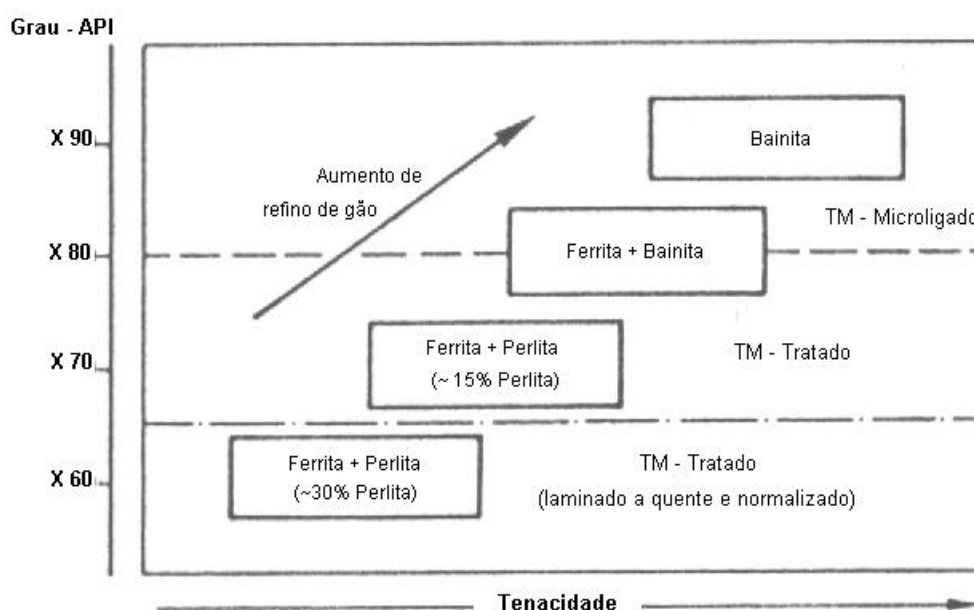 Grau - API
X 90
Bainita
Aumento de
refino de gão
TM - Microligado
X 80
Ferrita + Bainita
X 70
Ferrita + Perlita
(~ 15% Perlita)
TM - Tratado
X 60
Ferrita + Perlita
(~30% Perlita)
TM - Tratado
(laminado a quente e normalizado)
Tenacidade